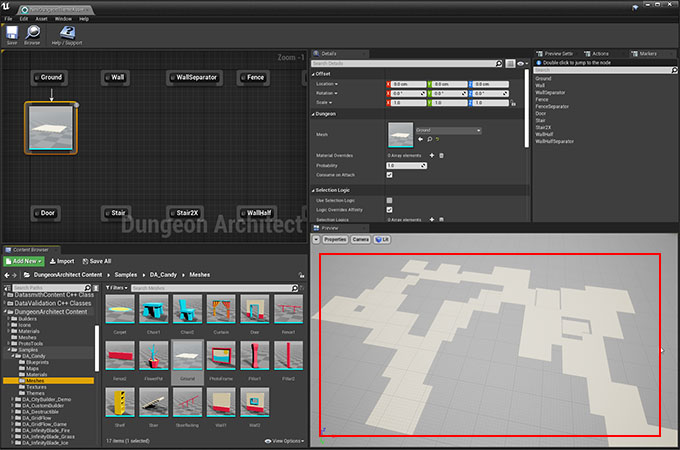 File Edit Asset Window Help
Save Browse Help / Support
Zoom -1
Ground Wall WallSeparator Fence
Door Stair Stair2X WallHalf
Dungeon Architect
Details
Search Details
Offset
Location X 0.0 cm Y 0.0 cm Z 0.0 cm
Rotation X 0.0 ° Y 0.0 ° Z 0.0 °
Scale X 1.0 Y 1.0 Z 1.0
Dungeon
Mesh Ground
Material Overrides 0 Array elements
Probability 1.0
Consume on Attach
Selection Logic
Use Selection Logic
Logic Overrides Affinity
Selection Logics 0 Array elements
Preview Setti Actions Markers
Double click to jump to the node
Search
Ground
Wall
WallSeparator
Fence
FenceSeparator
Door
Stair
Stair2X
WallHalf
WallHalfSeparator
Content Browser
Add New Import Save All
DungeonArchitect Content Samples DA_Candy Meshes
Search Paths
DatasmithContent C++ Class
DataValidation C++ Classes
DungeonArchitect Content
Builders
Icons
Materials
Meshes
ProtoTools
Samples
DA_Candy
Blueprints
Maps
Materials
Meshes
Textures
Themes
DA_CityBuilder_Demo
DA_CustomBuilder
DA_Destructible
DA_GridFlow
DA_GridFlow_Game
DA_InfinityBlade_Fire
DA_InfinityBlade_Grass
DA_InfinityBlade_Ice
Filters Search Meshes
Carpet Chair1 Chair2 Curtain Door Fence1
Fence2 FlowerPot Ground PhotoFrame Pillar1 Pillar2
Shelf Stair StairRailing Wall1 Wall2
17 items (1 selected) View Options
Preview
Properties Camera Lit